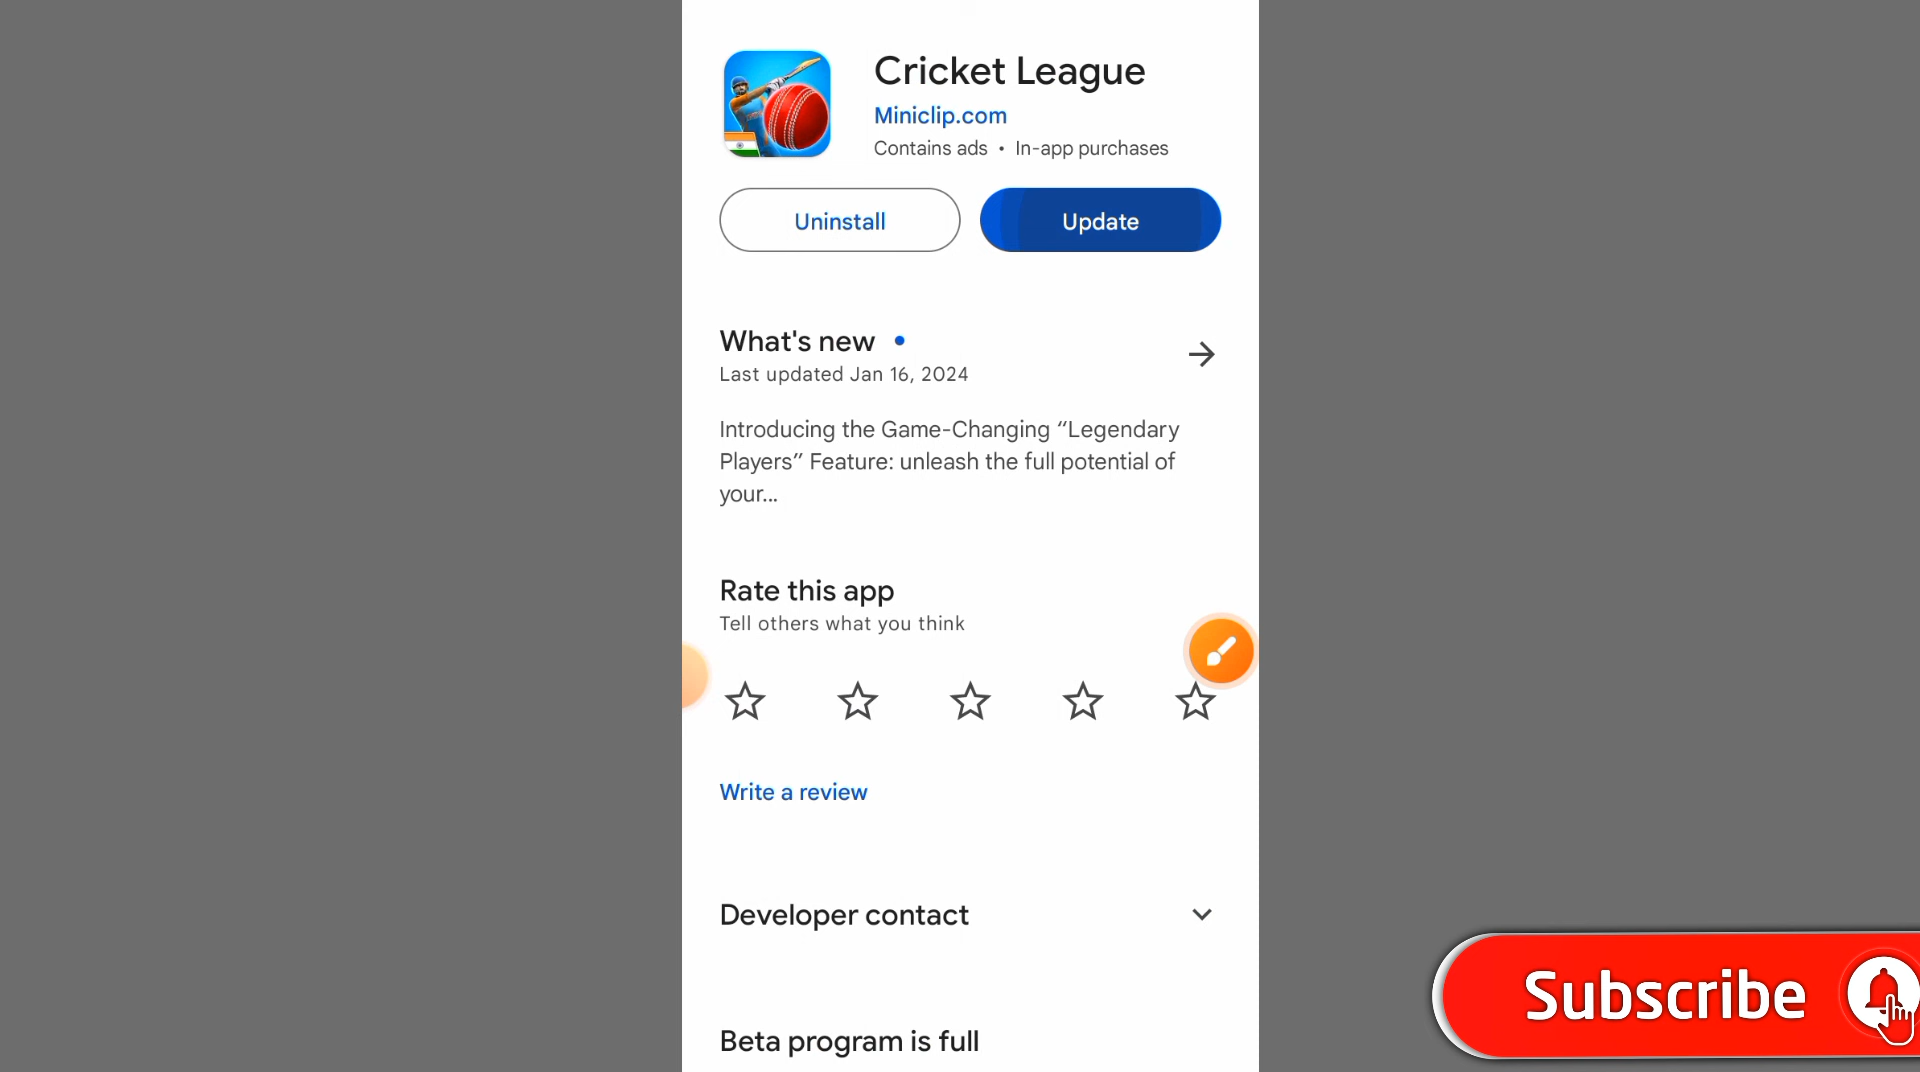 Cricket League
Miniclip.com
Contains ads • In-app purchases
Uninstall
Update
What's new
Last updated Jan 16, 2024
Introducing the Game-Changing “Legendary
Players” Feature: unleash the full potential of
your...
Rate this app
Tell others what you think
Write a review
Developer contact
Beta program is full
Subscribe